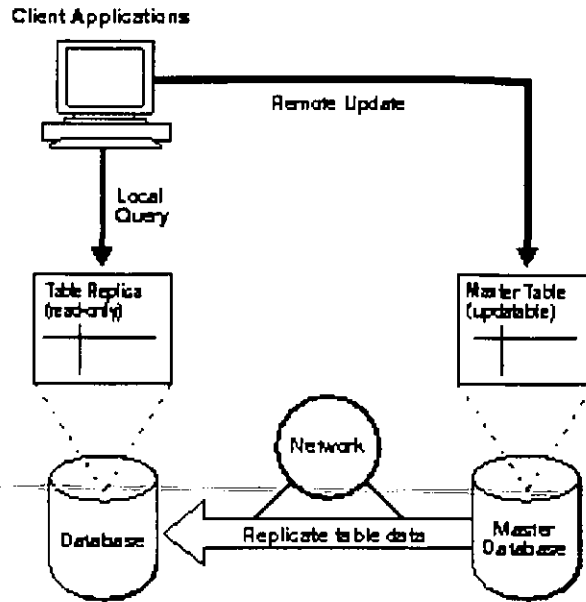 Client Applications
Remote Update
Local
Query
Table Replica
(read-only)
Master Table
(updatable)
Network
Replicate table data
Database
Master
Database